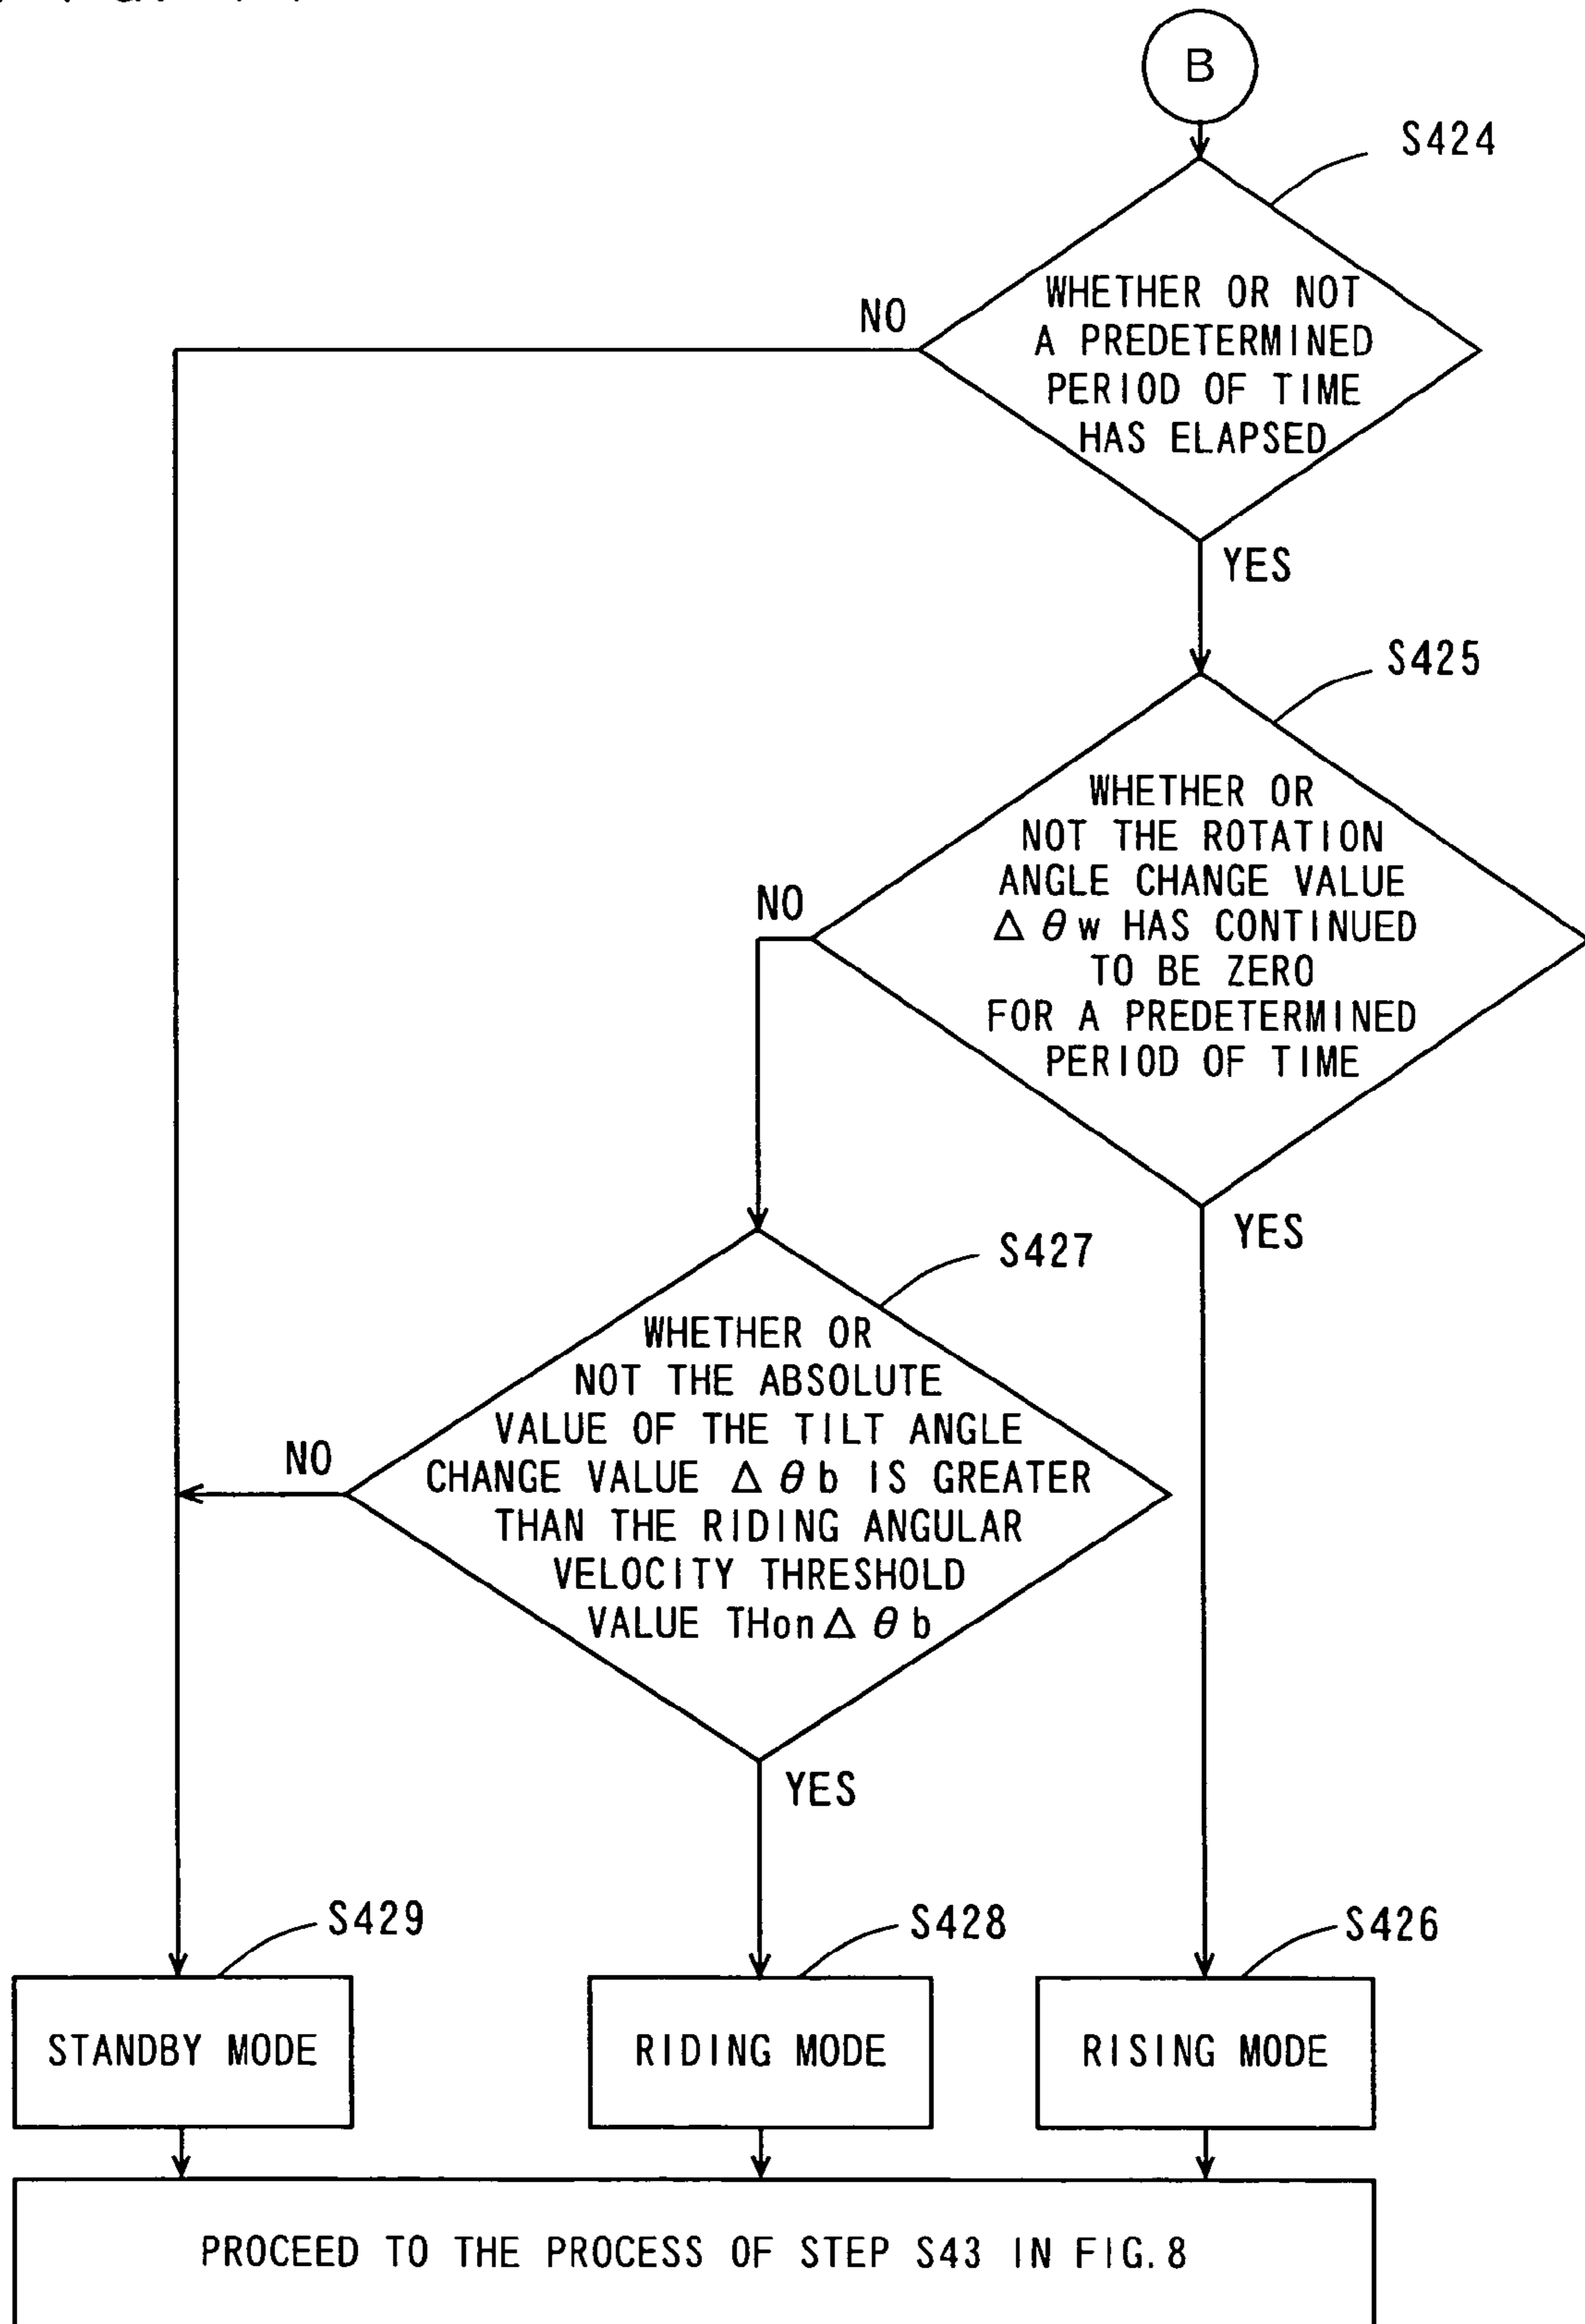 B
S424
WHETHER OR NOT
A PREDETERMINED
PERIOD OF TIME
HAS ELAPSED
NO
YES
S425
WHETHER OR
NOT THE ROTATION
ANGLE CHANGE VALUE
Δθw HAS CONTINUED
TO BE ZERO
FOR A PREDETERMINED
PERIOD OF TIME
NO
YES
S427
WHETHER OR
NOT THE ABSOLUTE
VALUE OF THE TILT ANGLE
CHANGE VALUE Δθb IS GREATER
THAN THE RIDING ANGULAR
VELOCITY THRESHOLD
VALUE THonΔθb
NO
YES
S429
S428
S426
STANDBY MODE
RIDING MODE
RISING MODE
PROCEED TO THE PROCESS OF STEP S43 IN FIG.8